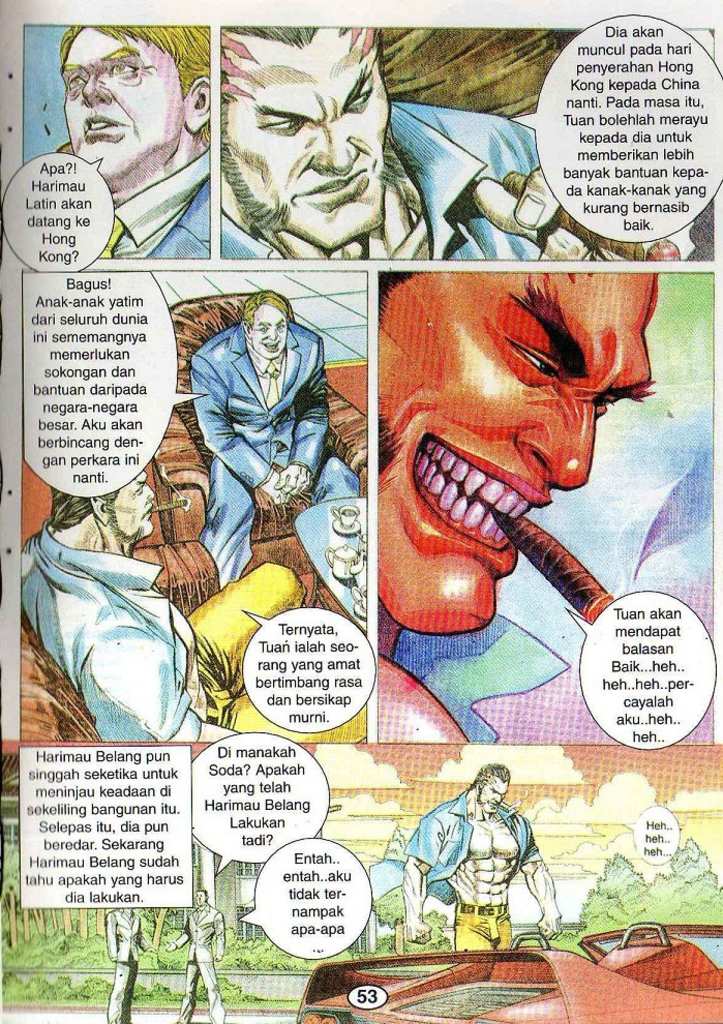 Apa?!
Harimau
Latin akan
datang ke
Hong
Kong?
Dia akan
muncul pada hari
penyerahan Hong
Kong kepada China
nanti. Pada masa itu,
Tuan bolehlah merayu
kepada dia untuk
memberikan lebih
banyak bantuan kepa-
da kanak-kanak yang
kurang bernasib
baik.
Bagus!
Anak-anak yatim
dari seluruh dunia
ini sememangnya
memerlukan
sokongan dan
bantuan daripada
negara-negara
besar. Aku akan
berbincang den-
gan perkara ini
nanti.
Ternyata,
Tuan ialah seo-
rang yang amat
bertimbang rasa
dan bersikap
murni.
Tuan akan
mendapat
balasan
Baik...heh..
heh..heh..per-
cayalah
aku..heh..
heh..
Harimau Belang pun
singgah seketika untuk
meninjau keadaan di
sekeliling bangunan itu.
Selepas itu, dia pun
beredar. Sekarang
Harimau Belang sudah
tahu apakah yang harus
dia lakukan.
Di manakah
Soda? Apakah
yang telah
Harimau Belang
Lakukan
tadi?
Entah..
entah..aku
tidak ter-
nampak
apa-apa
Heh..
heh..
heh...
53